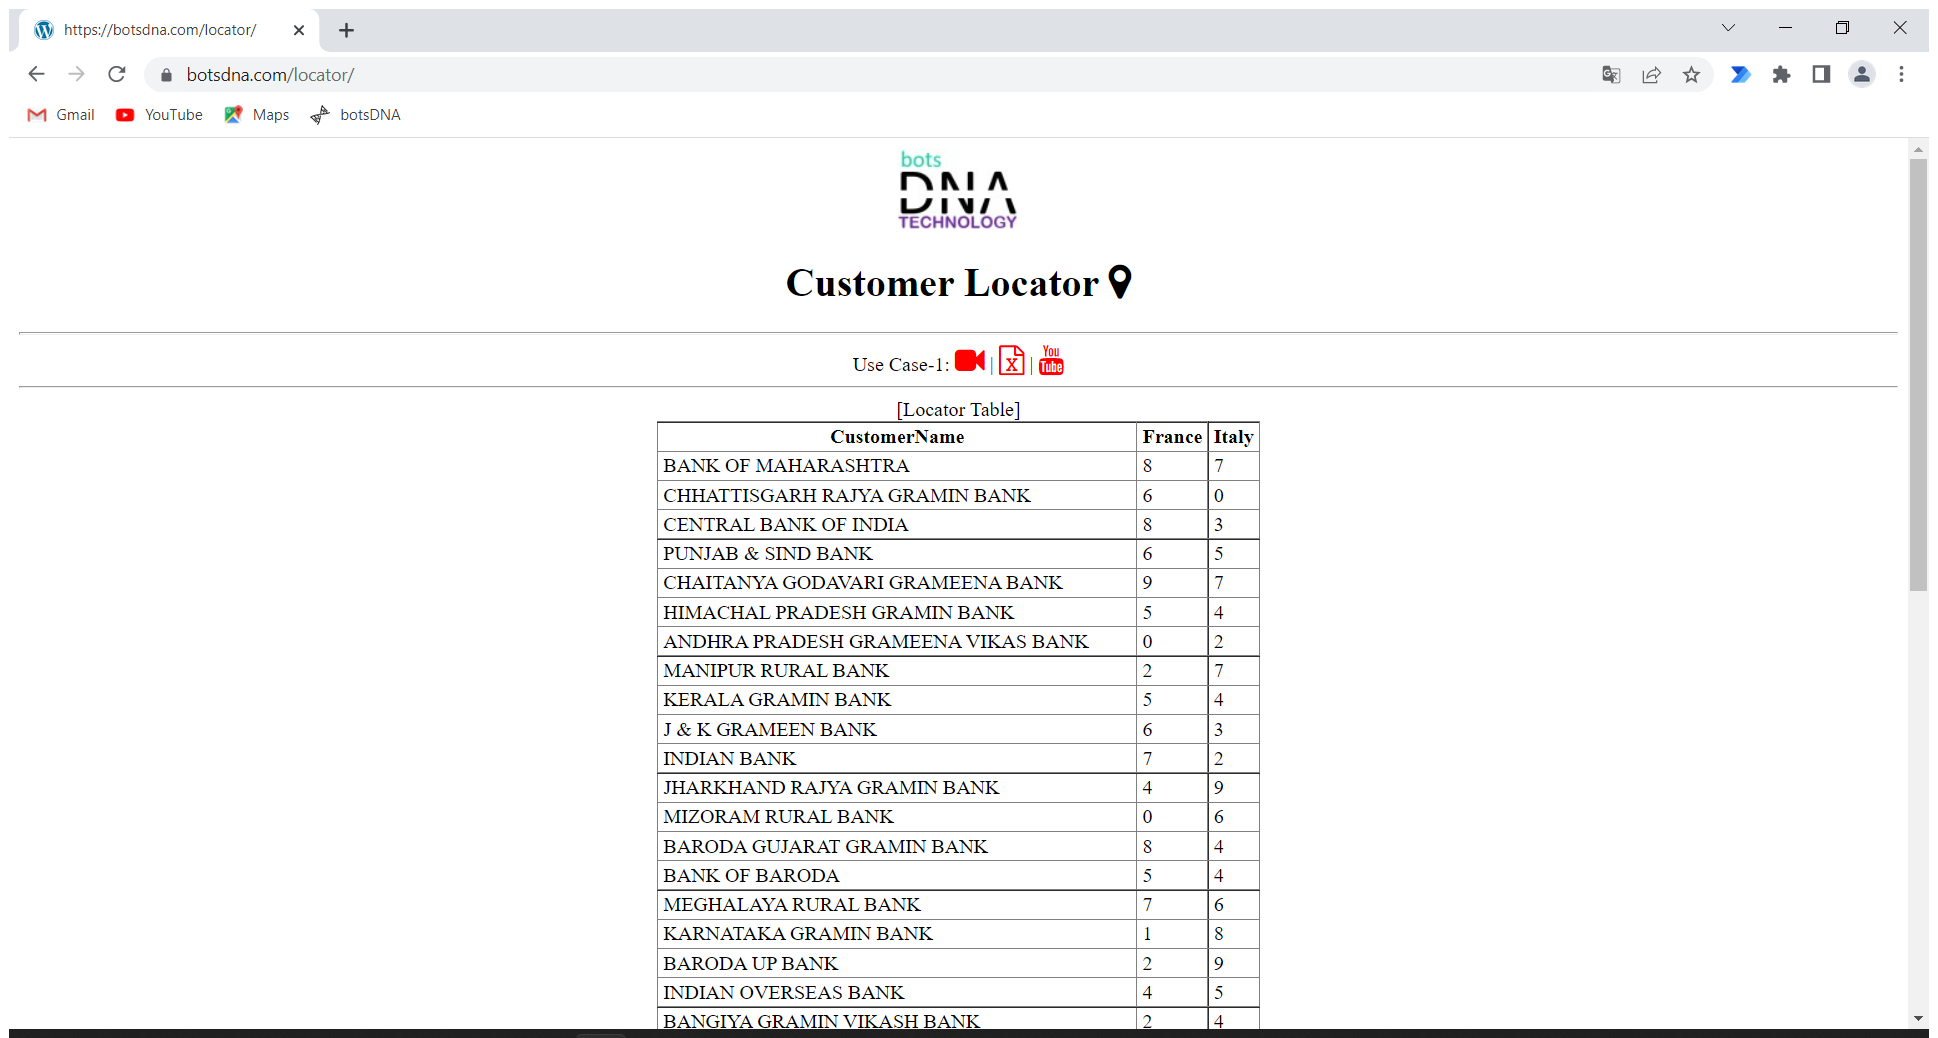 https://botsdna.com/locator/
botsdna.com/locator/
Gmail YouTube Maps botsDNA
bots
DNA
TECHNOLOGY
Customer Locator
Use Case-1: | X | You Tube
[Locator Table]
CustomerName France Italy
BANK OF MAHARASHTRA 8 7
CHHATTISGARH RAJYA GRAMIN BANK 6 0
CENTRAL BANK OF INDIA 8 3
PUNJAB & SIND BANK 6 5
CHAITANYA GODAVARI GRAMEENA BANK 9 7
HIMACHAL PRADESH GRAMIN BANK 5 4
ANDHRA PRADESH GRAMEENA VIKAS BANK 0 2
MANIPUR RURAL BANK 2 7
KERALA GRAMIN BANK 5 4
J & K GRAMEEN BANK 6 3
INDIAN BANK 7 2
JHARKHAND RAJYA GRAMIN BANK 4 9
MIZORAM RURAL BANK 0 6
BARODA GUJARAT GRAMIN BANK 8 4
BANK OF BARODA 5 4
MEGHALAYA RURAL BANK 7 6
KARNATAKA GRAMIN BANK 1 8
BARODA UP BANK 2 9
INDIAN OVERSEAS BANK 4 5
BANGIYA GRAMIN VIKASH BANK 2 4